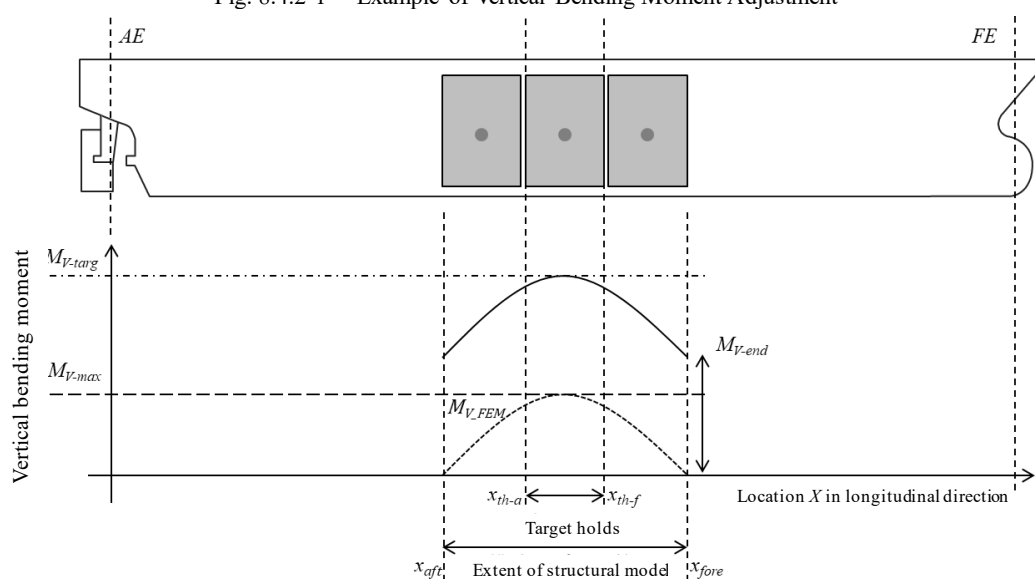 Fig. 8.4.2-1 Example of Vertical Bending Moment Adjustment
AE
FE
M_V-targ
M_V-end
M_V-max
M_V_FEM
Vertical bending moment
x_th-a
x_th-f
Location X in longitudinal direction
Target holds
x_aft
Extent of structural model
x_fore